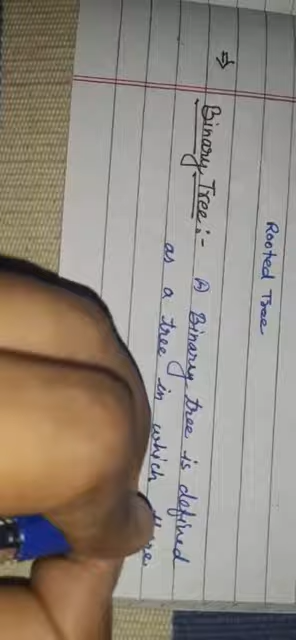 Rooted Tree
⇒ Binary Tree :- A Binary tree is defined
as a tree in which